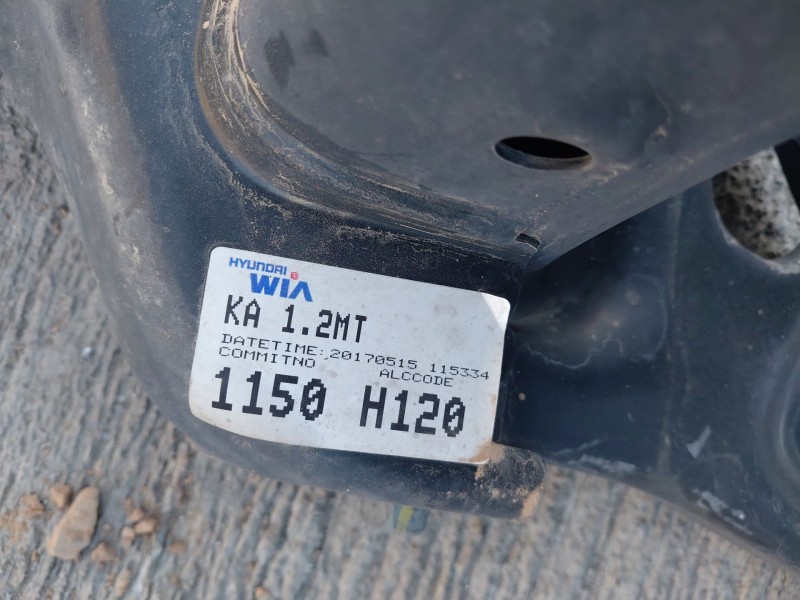 HYUNDAI
WIA
KA 1.2MT
DATETIME: 20170515 115334
COMMITNO ALCCODE
1150 H120